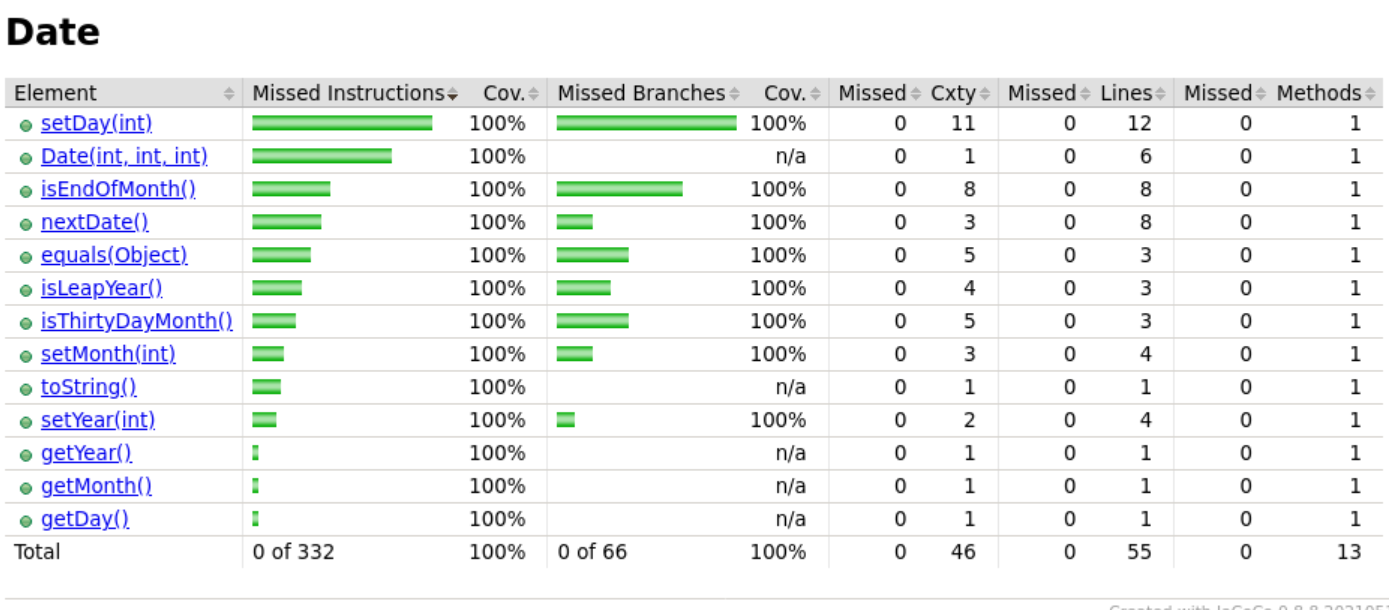 Date
Element Missed Instructions Cov. Missed Branches Cov. Missed Cxty Missed Lines Missed Methods
setDay(int) 100% 100% 0 11 0 12 0 1
Date(int, int, int) 100% n/a 0 1 0 6 0 1
isEndOfMonth() 100% 100% 0 8 0 8 0 1
nextDate() 100% 100% 0 3 0 8 0 1
equals(Object) 100% 100% 0 5 0 3 0 1
isLeapYear() 100% 100% 0 4 0 3 0 1
isThirtyDayMonth() 100% 100% 0 5 0 3 0 1
setMonth(int) 100% 100% 0 3 0 4 0 1
toString() 100% n/a 0 1 0 1 0 1
setYear(int) 100% 100% 0 2 0 4 0 1
getYear() 100% n/a 0 1 0 1 0 1
getMonth() 100% n/a 0 1 0 1 0 1
getDay() 100% n/a 0 1 0 1 0 1
Total 0 of 332 100% 0 of 66 100% 0 46 0 55 0 13
Created with